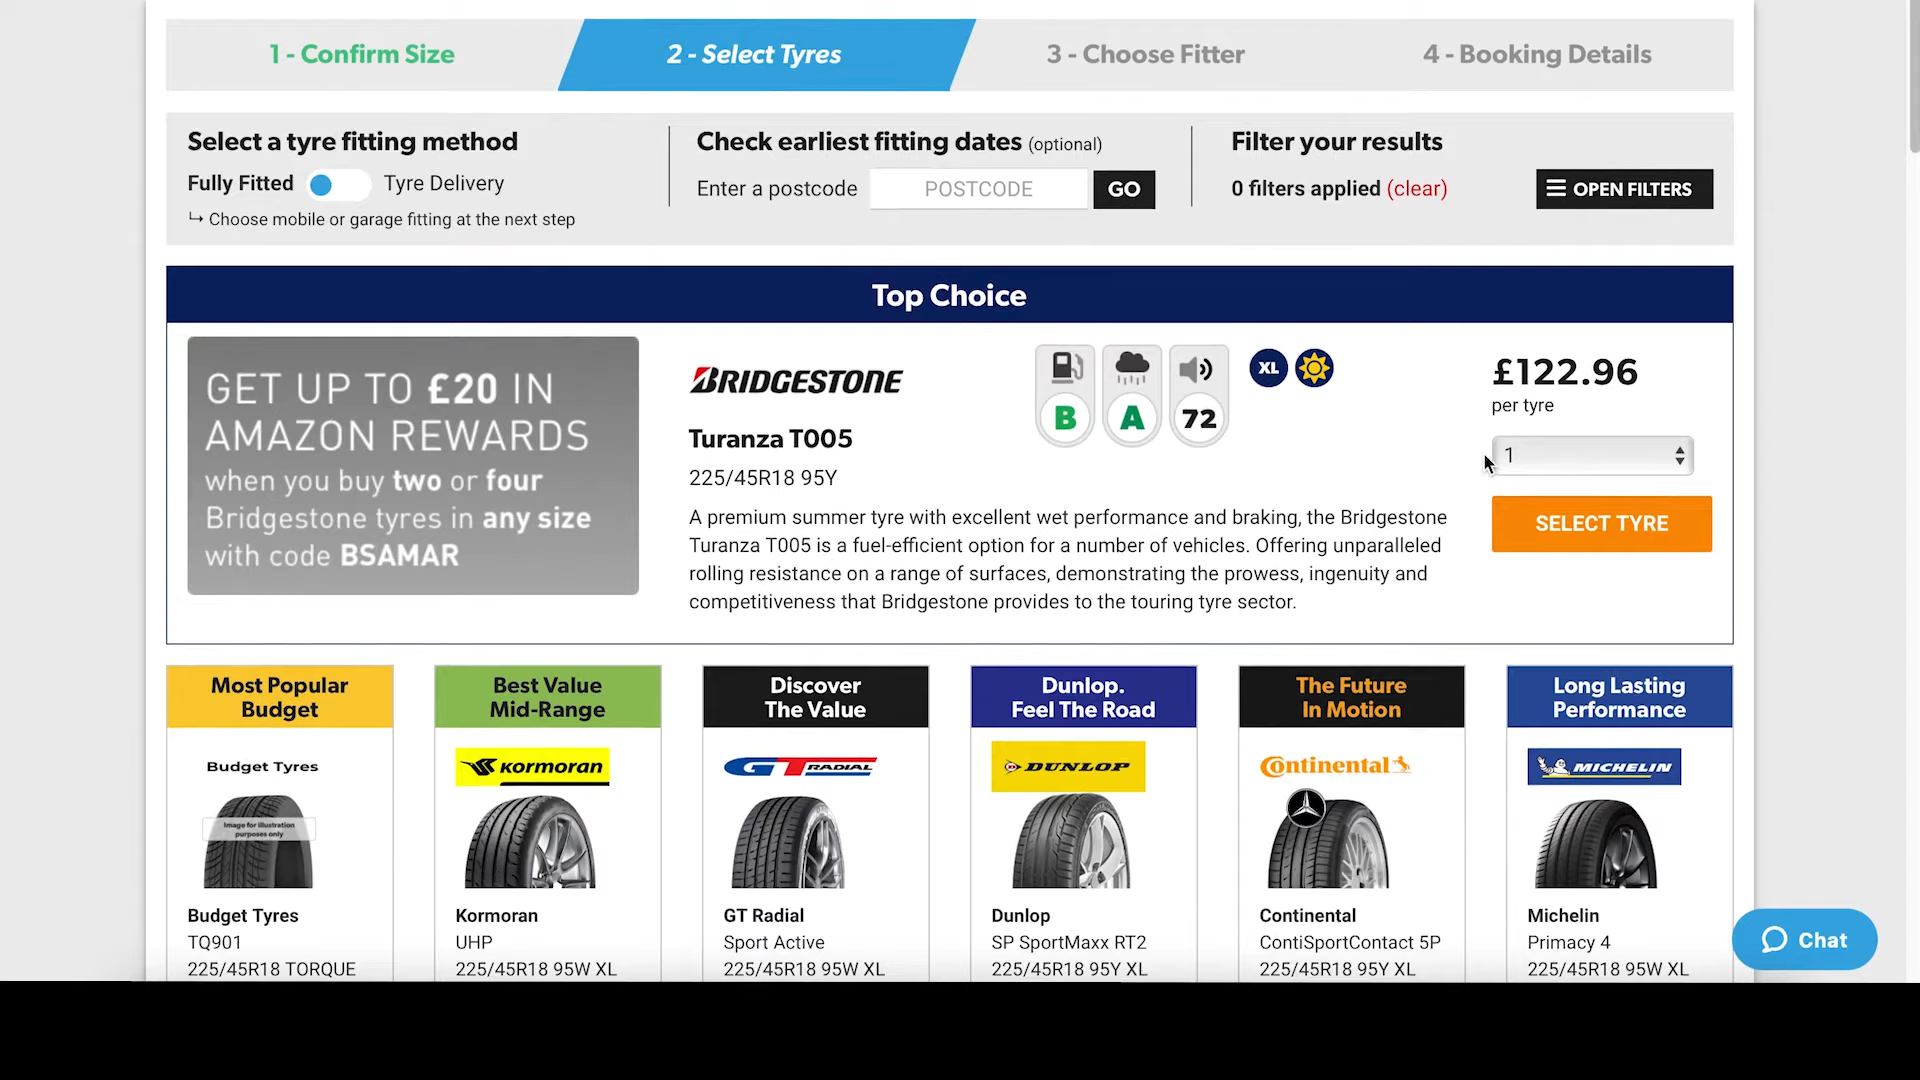 1 - Confirm Size
2 - Select Tyres
3 - Choose Fitter
4 - Booking Details
Select a tyre fitting method
Fully Fitted
Tyre Delivery
Choose mobile or garage fitting at the next step
Check earliest fitting dates (optional)
Enter a postcode
POSTCODE
GO
Filter your results
0 filters applied (clear)
OPEN FILTERS
Top Choice
GET UP TO £20 IN
AMAZON REWARDS
when you buy two or four
Bridgestone tyres in any size
with code BSAMAR
BRIDGESTONE
Turanza T005
225/45R18 95Y
B
A
72
XL
A premium summer tyre with excellent wet performance and braking, the Bridgestone
Turanza T005 is a fuel-efficient option for a number of vehicles. Offering unparalleled
rolling resistance on a range of surfaces, demonstrating the prowess, ingenuity and
competitiveness that Bridgestone provides to the touring tyre sector.
£122.96
per tyre
1
SELECT TYRE
Most Popular
Budget
Budget Tyres
Image for illustration
purposes only
Budget Tyres
TQ901
225/45R18 TORQUE
Best Value
Mid-Range
kormoran
Kormoran
UHP
225/45R18 95W XL
Discover
The Value
GT RADIAL
GT Radial
Sport Active
225/45R18 95W XL
Dunlop.
Feel The Road
DUNLOP
Dunlop
SP SportMaxx RT2
225/45R18 95Y XL
The Future
In Motion
Continental
Continental
ContiSportContact 5P
225/45R18 95Y XL
Long Lasting
Performance
MICHELIN
Michelin
Primacy 4
225/45R18 95W XL
Chat